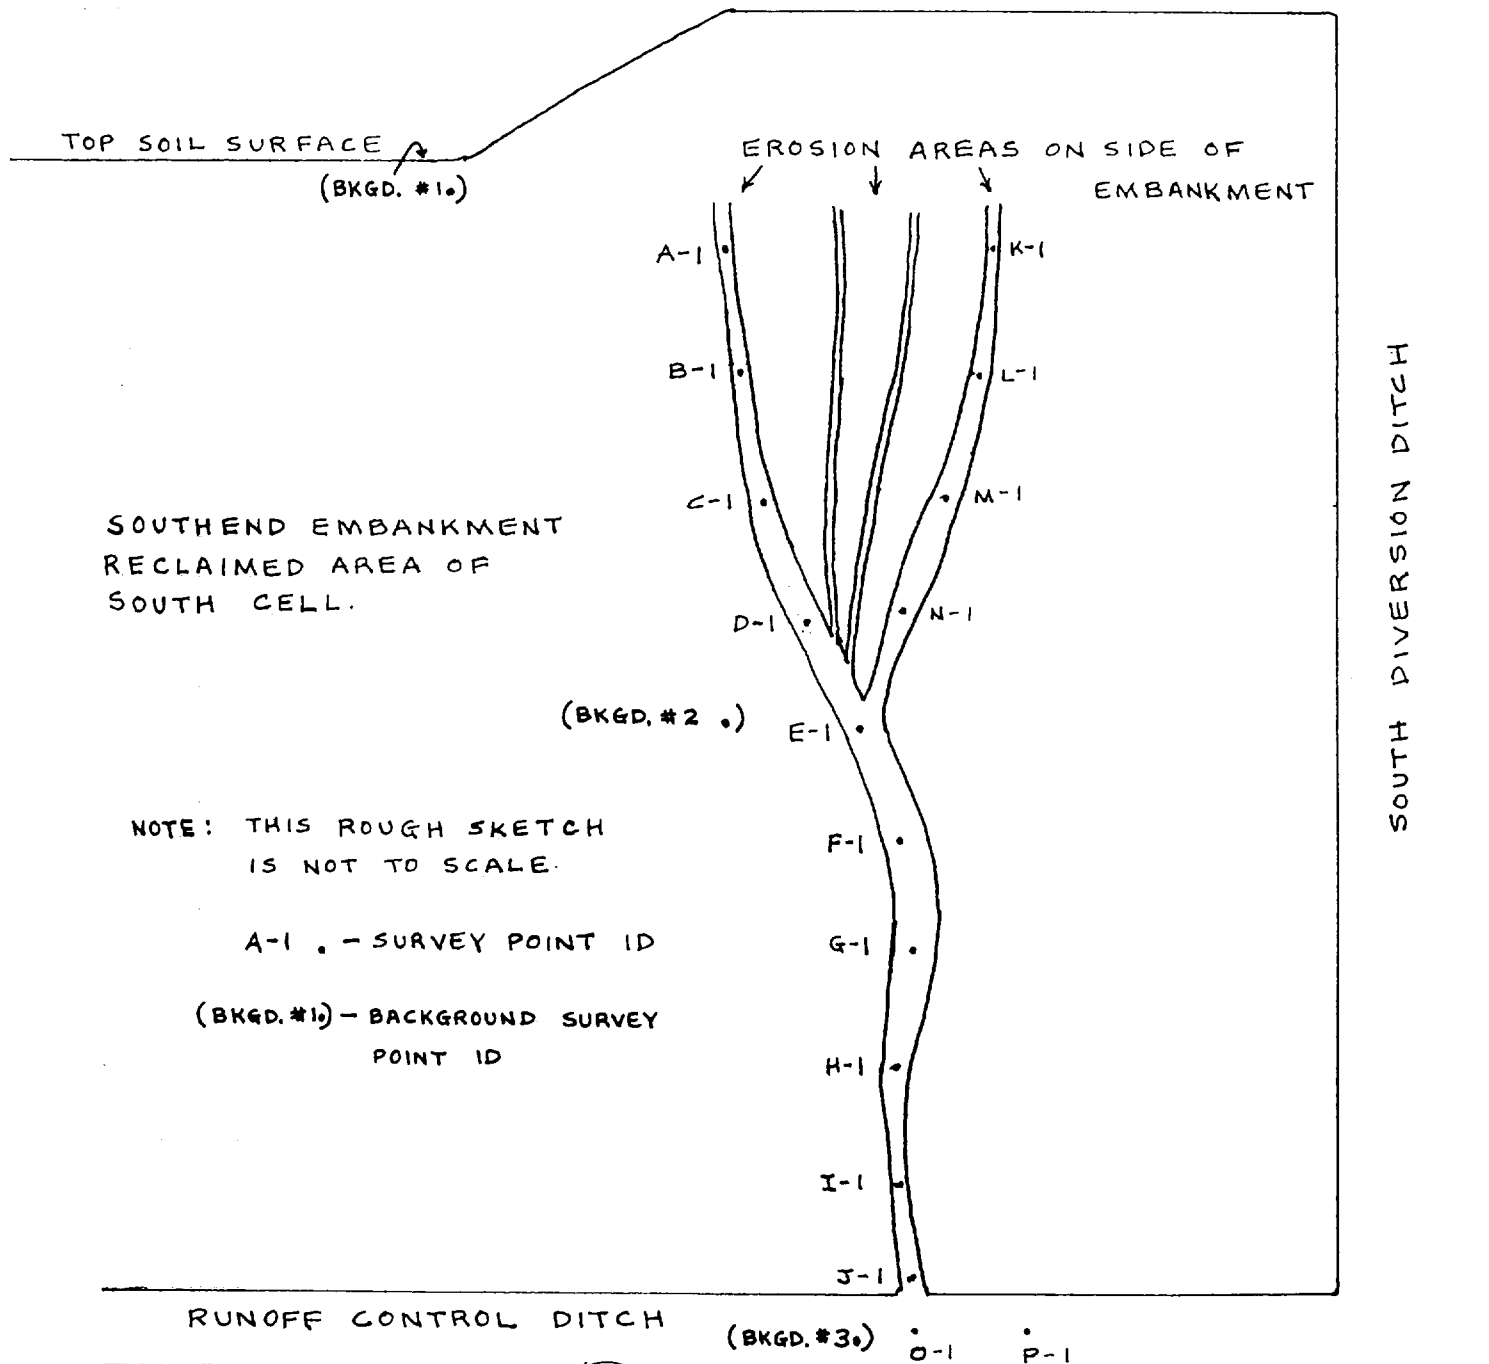 TOP SOIL SURFACE
(BKGD. #1.)
EROSION AREAS ON SIDE OF
EMBANKMENT
A-1
K-1
B-1
L-1
C-1
M-1
SOUTHEND EMBANKMENT
RECLAIMED AREA OF
SOUTH CELL.
D-1
N-1
SOUTH DIVERSION DITCH
(BKGD. #2 .)
E-1
NOTE: THIS ROUGH SKETCH
IS NOT TO SCALE.
F-1
A-1 . - SURVEY POINT ID
G-1
(BKGD. #1.) - BACKGROUND SURVEY
POINT ID
H-1
I-1
J-1
RUNOFF CONTROL DITCH
(BKGD. #3.)
O-1
P-1